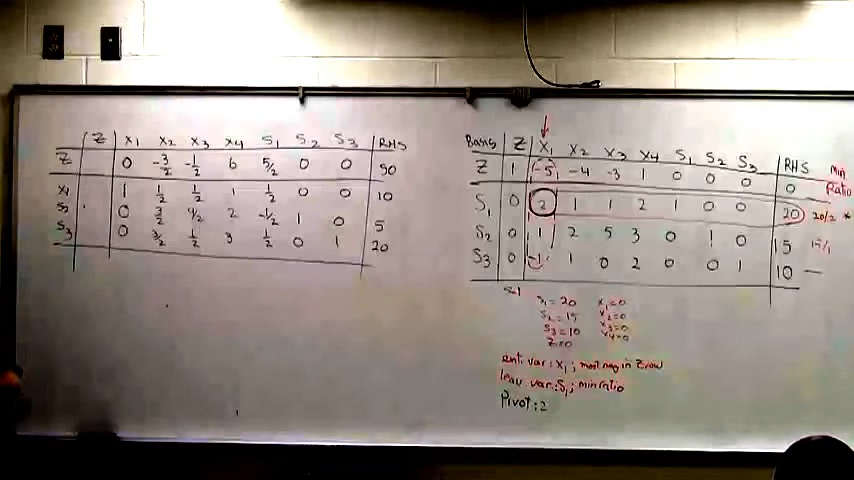 Z X1 X2 X3 X4 S1 S2 S3 RHS
Z 0 -3/2 -1/2 6 5/2 0 0 50
X1 1 1/2 1/2 1 1/2 0 0 10
S2 0 3/2 9/2 2 -1/2 1 0 5
S3 0 3/2 1/2 3 1/2 0 1 20
Basis Z X1 X2 X3 X4 S1 S2 S3 RHS min Ratio
Z 1 -5 -4 -3 1 0 0 0 0
S1 0 2 1 1 2 1 0 0 20 20/2 *
S2 0 1 2 5 3 0 1 0 15 15/1
S3 0 -1 1 0 2 0 0 1 10 —
S1 = 20 X1=0
S2 = 15 X2=0
S3 = 10 X3=0
Z=0 X4=0
ent. var: X1; most neg in Z row
leav var: S1; min ratio
Pivot: 2